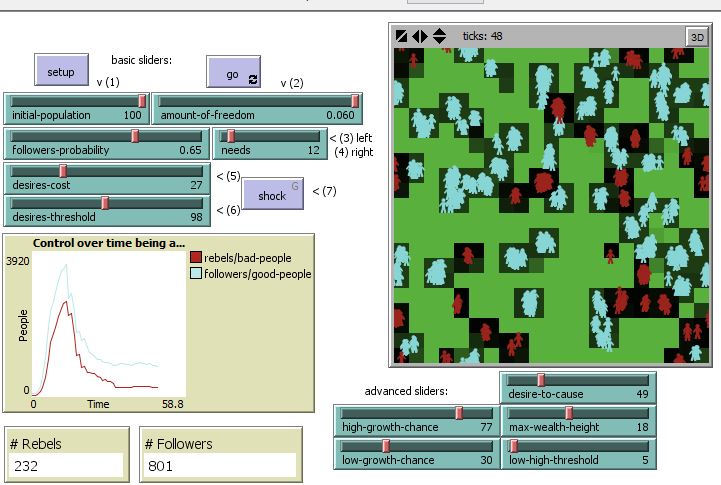 ticks: 48
3D
basic sliders:
setup
go
v (1)
v (2)
initial-population 100
amount-of-freedom 0.060
followers-probability 0.65
needs 12
< (3) left
(4) right
desires-cost 27
< (5)
shock
G
< (7)
desires-threshold 98
< (6)
Control over time being a...
3920
rebels/bad-people
followers/good-people
People
0
0
Time
58.8
advanced sliders:
desire-to-cause 49
high-growth-chance 77
max-wealth-height 18
low-growth-chance 30
low-high-threshold 5
# Rebels
232
# Followers
801